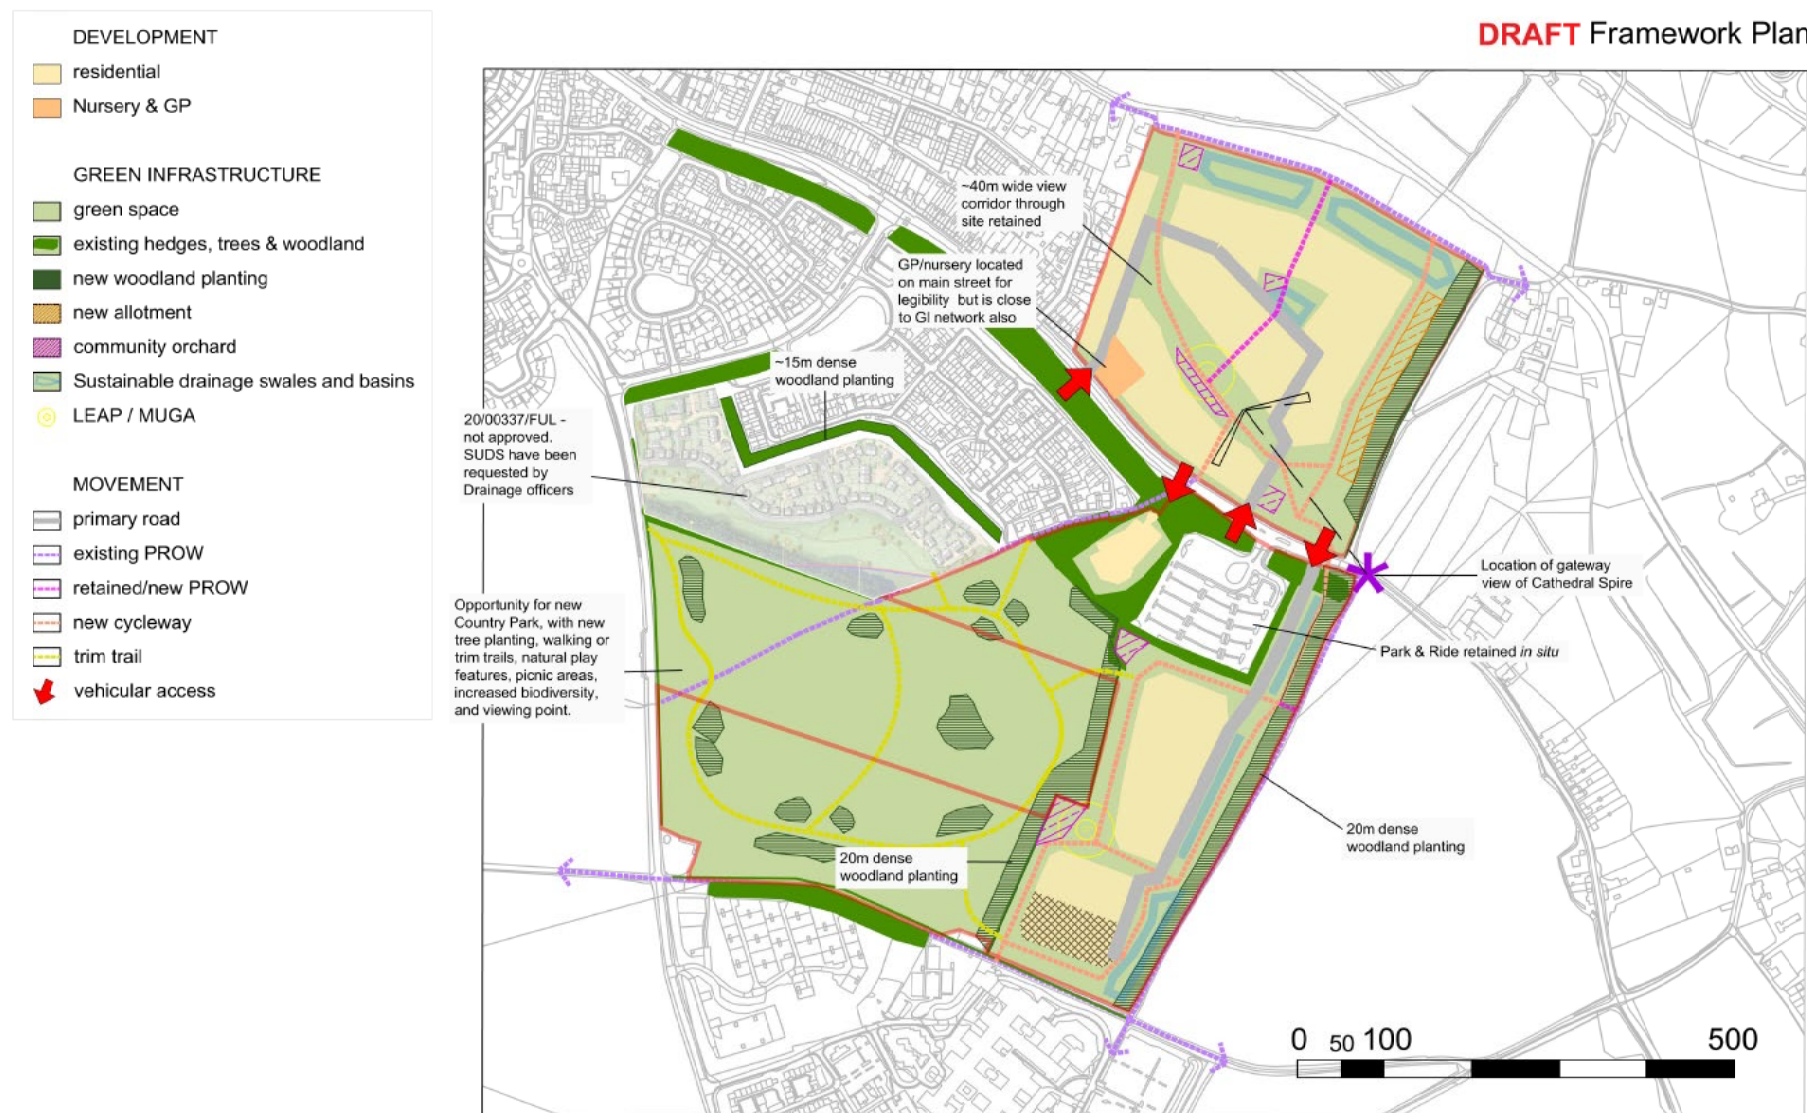 DRAFT Framework Plan
DEVELOPMENT
residential
Nursery & GP
GREEN INFRASTRUCTURE
green space
existing hedges, trees & woodland
new woodland planting
new allotment
community orchard
Sustainable drainage swales and basins
LEAP / MUGA
MOVEMENT
primary road
existing PROW
retained/new PROW
new cycleway
trim trail
vehicular access
~40m wide view
corridor through
site retained
GP/nursery located
on main street for
legibility but is close
to GI network also
~15m dense
woodland planting
20/00337/FUL -
not approved.
SUDS have been
requested by
Drainage officers
Opportunity for new
Country Park, with new
tree planting, walking or
trim trails, natural play
features, picnic areas,
increased biodiversity,
and viewing point.
Location of gateway
view of Cathedral Spire
Park & Ride retained in situ
20m dense
woodland planting
20m dense
woodland planting
0 50 100 500